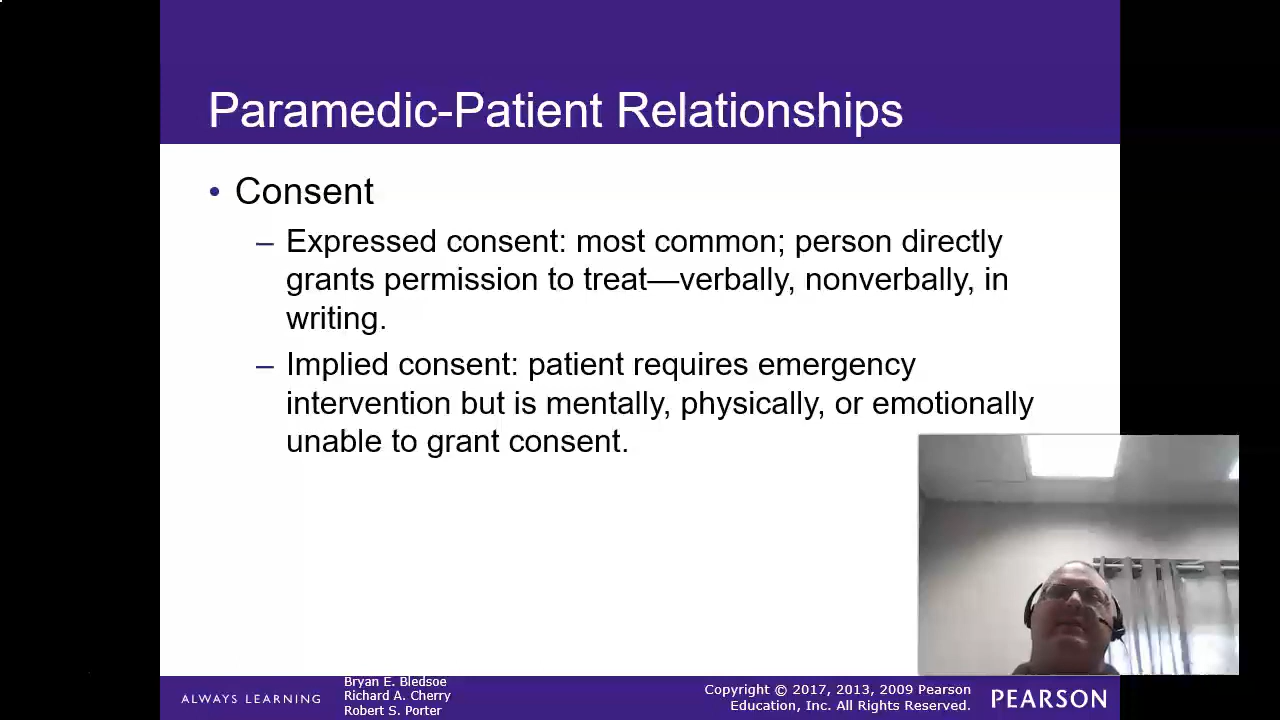 Paramedic-Patient Relationships
• Consent
– Expressed consent: most common; person directly
grants permission to treat—verbally, nonverbally, in
writing.
– Implied consent: patient requires emergency
intervention but is mentally, physically, or emotionally
unable to grant consent.
ALWAYS LEARNING
Bryan E. Bledsoe
Richard A. Cherry
Robert S. Porter
Copyright © 2017, 2013, 2009 Pearson
Education, Inc. All Rights Reserved.
PEARSON